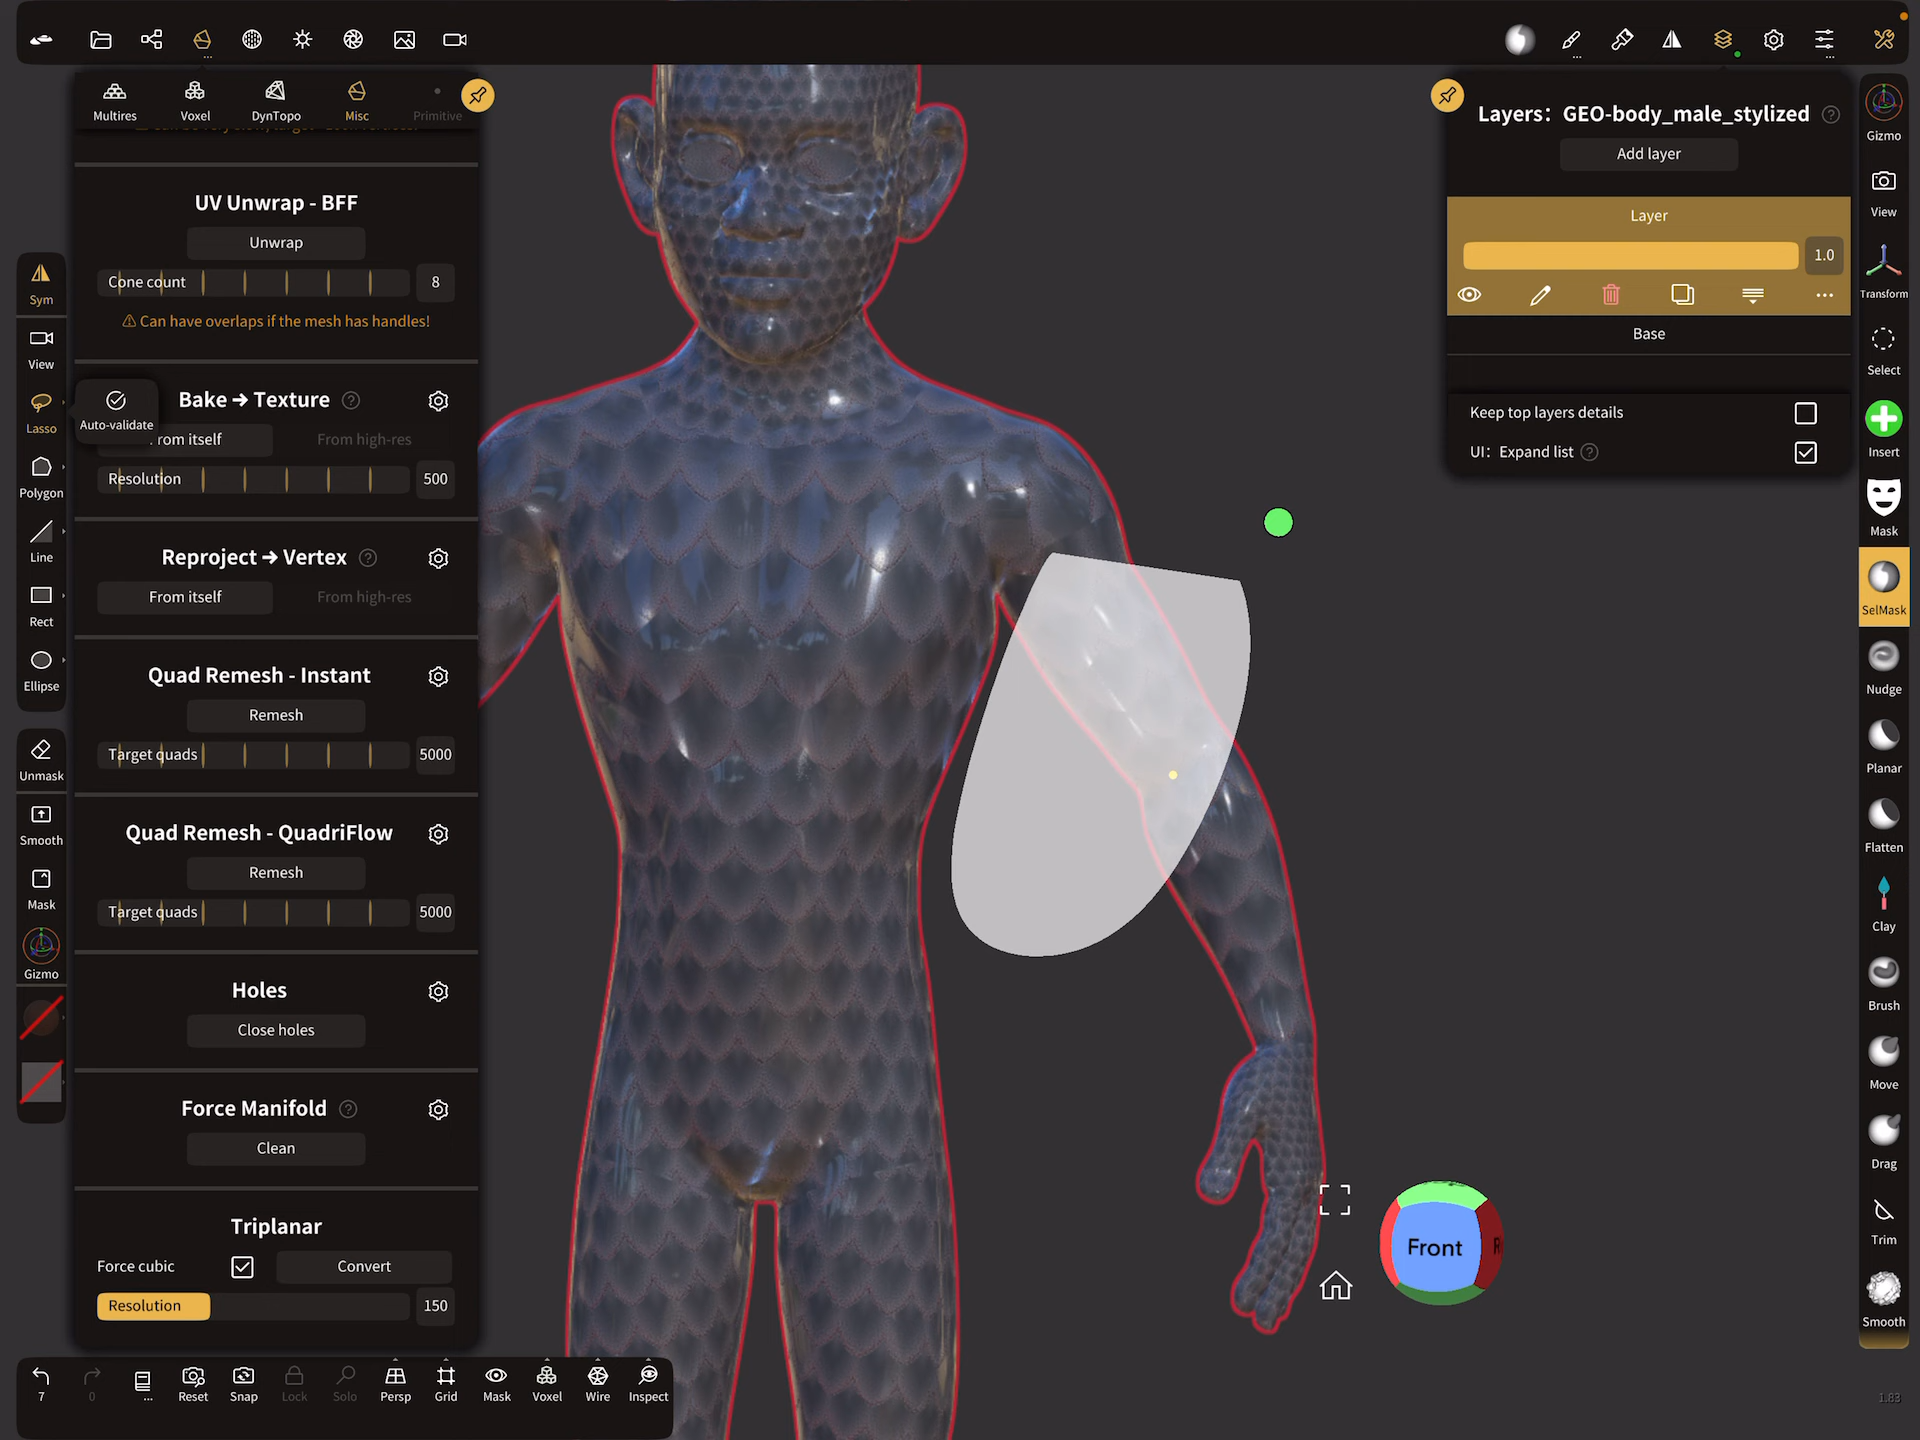 Multires
Voxel
DynTopo
Misc
Primitive
UV Unwrap - BFF
Unwrap
Cone count
8
Can have overlaps if the mesh has handles!
Bake → Texture
From itself
From high-res
Resolution
500
Reproject → Vertex
From itself
From high-res
Quad Remesh - Instant
Remesh
Target quads
5000
Quad Remesh - QuadriFlow
Remesh
Target quads
5000
Holes
Close holes
Force Manifold
Clean
Triplanar
Force cubic
Convert
Resolution
150
Sym
View
Lasso
Auto-validate
Polygon
Line
Rect
Ellipse
Unmask
Smooth
Mask
Gizmo
7
0
...
Reset
Snap
Lock
Solo
Persp
Grid
Mask
Voxel
Wire
Inspect
Layers: GEO-body_male_stylized
Add layer
Layer
1.0
Base
Keep top layers details
UI: Expand list
Front
Gizmo
View
Transform
Select
Insert
Mask
SelMask
Nudge
Planar
Flatten
Clay
Brush
Move
Drag
Trim
Smooth
1.83